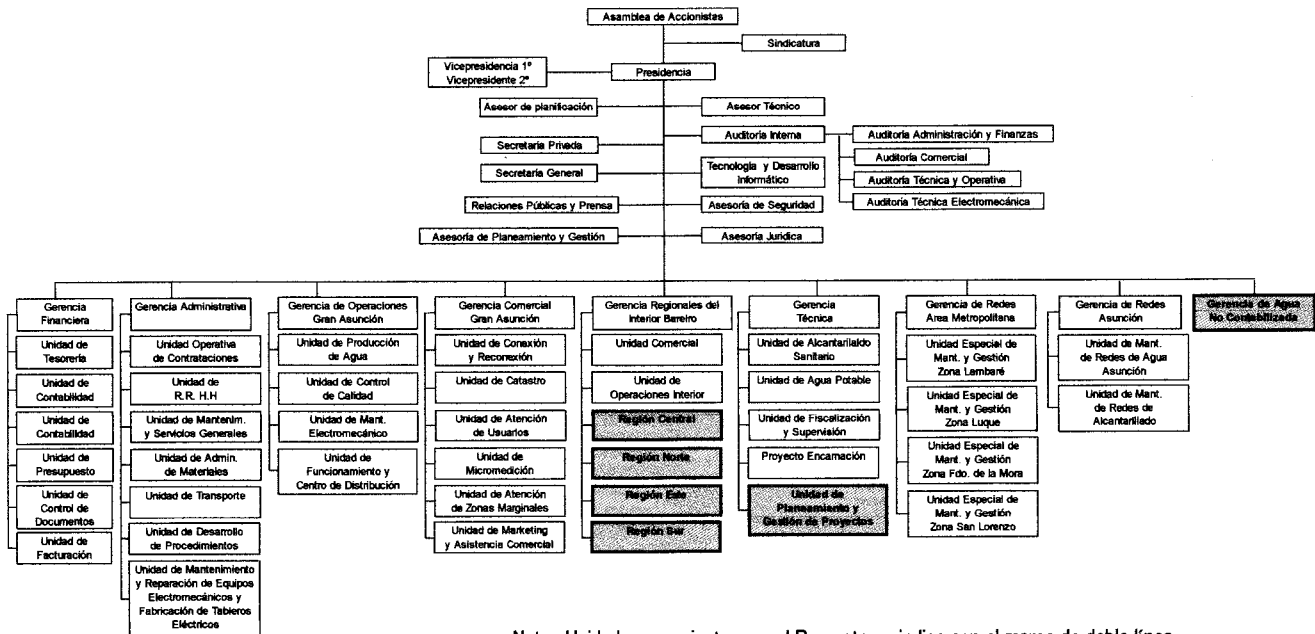 Asamblea de Accionistas
Sindicatura
Vicepresidencia 1º
Vicepresidente 2º
Presidencia
Asesor de planificación
Asesor Técnico
Auditoría Interna
Auditoría Administración y Finanzas
Secretaría Privada
Auditoría Comercial
Secretaría General
Tecnología y Desarrollo
Informático
Auditoría Técnica y Operativa
Auditoría Técnica Electromecánica
Relaciones Públicas y Prensa
Asesoría de Seguridad
Asesoría de Planeamiento y Gestión
Asesoría Jurídica
Gerencia
Financiera
Unidad de
Tesorería
Unidad de
Contabilidad
Unidad de
Contabilidad
Unidad de
Presupuesto
Unidad de
Control de
Documentos
Unidad de
Facturación
Gerencia Administrativa
Unidad Operativa
de Contrataciones
Unidad de
R.R. H.H
Unidad de Mantenim.
y Servicios Generales
Unidad de Admin.
de Materiales
Unidad de Transporte
Unidad de Desarrollo
de Procedimientos
Unidad de Mantenimiento
y Reparación de Equipos
Electromecánicos y
Fabricación de Tableros
Eléctricos
Gerencia de Operaciones
Gran Asunción
Unidad de Producción
de Agua
Unidad de Control
de Calidad
Unidad de Mant.
Electromecánico
Unidad de
Funcionamiento y
Centro de Distribución
Gerencia Comercial
Gran Asunción
Unidad de Conexión
y Reconexión
Unidad de Catastro
Unidad de Atención
de Usuarios
Unidad de
Micromedición
Unidad de Atención
de Zonas Marginales
Unidad de Marketing
y Asistencia Comercial
Gerencia Regionales del
Interior Bareiro
Unidad Comercial
Unidad de
Operaciones Interior
Región Central
Región Norte
Región Este
Región Sur
Gerencia
Técnica
Unidad de Alcantarilaldo
Sanitario
Unidad de Agua Potable
Unidad de Fiscalización
y Supervisión
Proyecto Encarnación
Unidad de
Planeamiento y
Gestión de Proyectos
Gerencia de Redes
Area Metropolitana
Unidad Especial de
Mant. y Gestión
Zona Lambaré
Unidad Especial de
Mant. y Gestión
Zona Luque
Unidad Especial de
Mant. y Gestión
Zona Fdo. de la Mora
Unidad Especial de
Mant. y Gestión
Zona San Lorenzo
Gerencia de Redes
Asunción
Unidad de Mant.
de Redes de Agua
Asunción
Unidad de Mant.
de Redes de
Alcantarillado
Gerencia de Agua
No Contabilizada